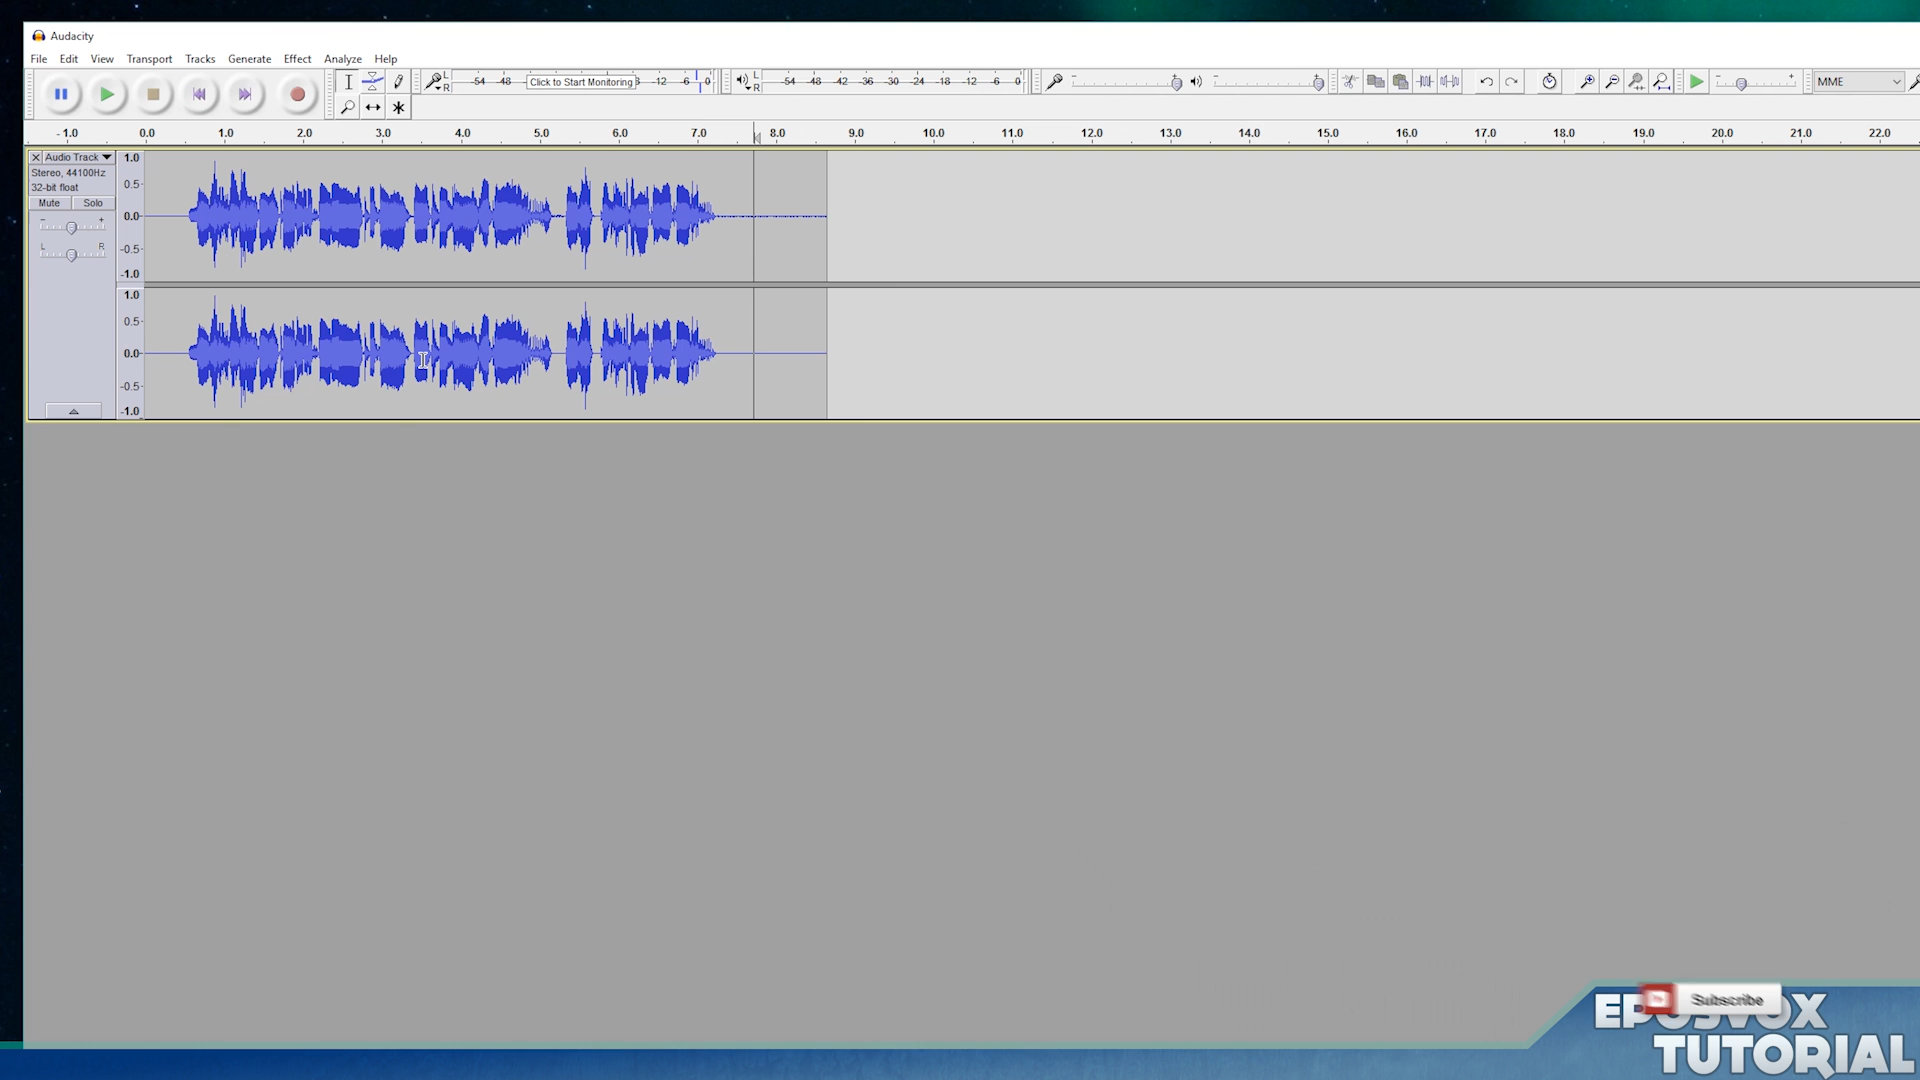 Audacity
File Edit View Transport Tracks Generate Effect Analyze Help
L R -54 -48 Click to Start Monitoring -12 -6 0 L R -54 -48 -42 -36 -30 -24 -18 -12 -6 0 - + - + - + MME
-1.0 0.0 1.0 2.0 3.0 4.0 5.0 6.0 7.0 8.0 9.0 10.0 11.0 12.0 13.0 14.0 15.0 16.0 17.0 18.0 19.0 20.0 21.0 22.0
Audio Track 1.0
Stereo, 44100Hz
32-bit float 0.5
Mute Solo
- + 0.0
L R -0.5
-1.0
1.0
0.5
0.0
-0.5
-1.0
Subscribe
TUTORIAL